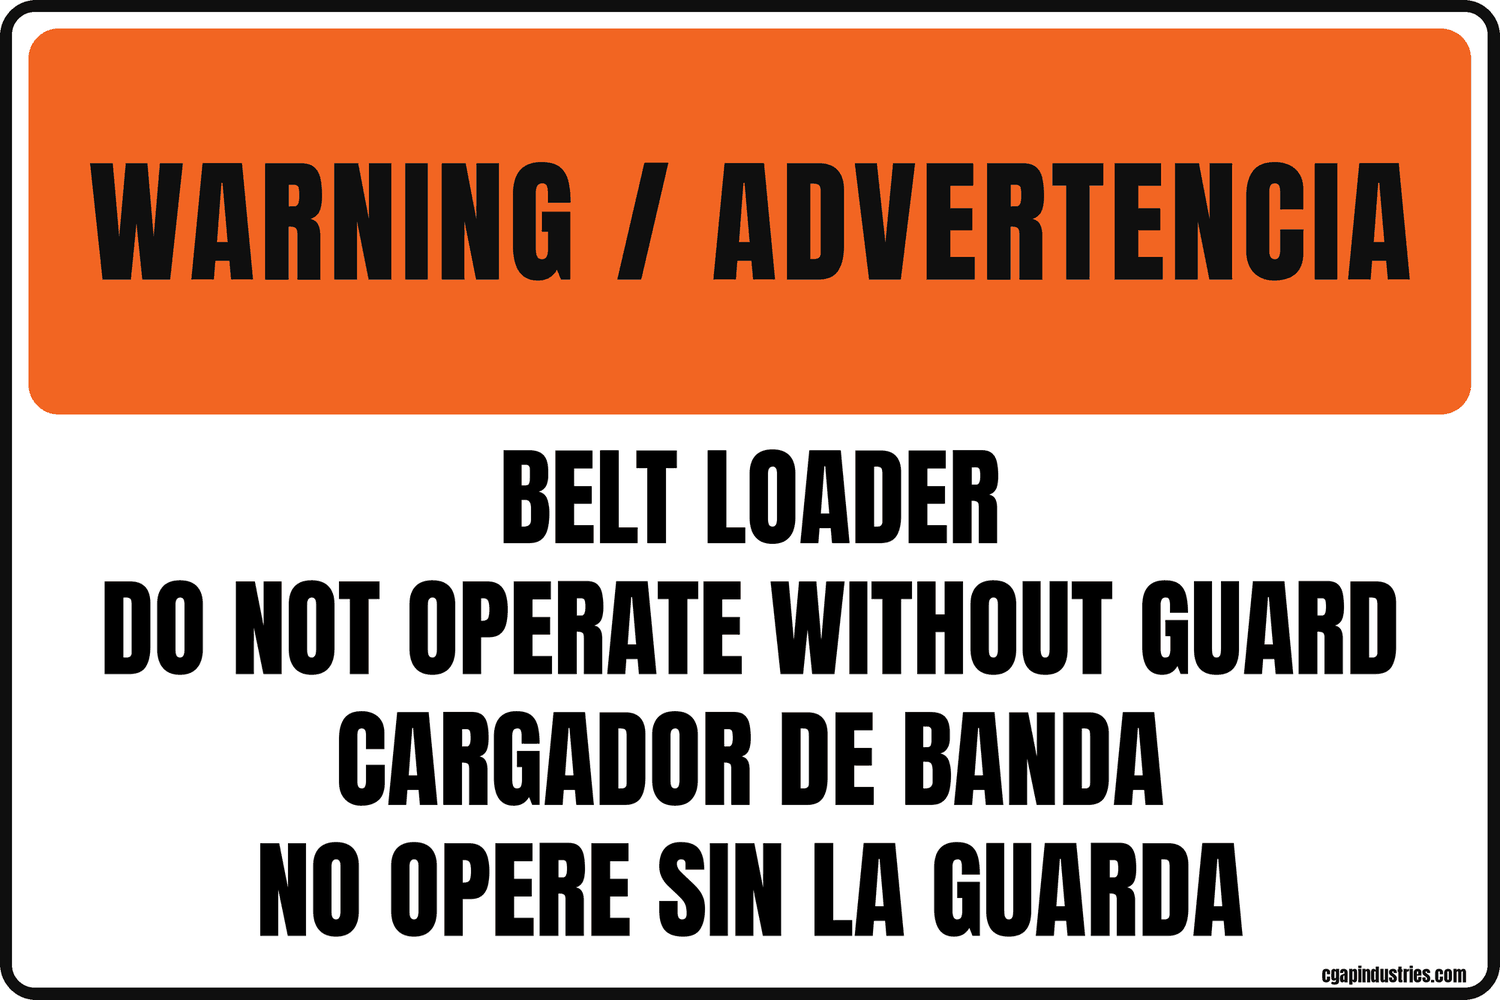 WARNING / ADVERTENCIA
BELT LOADER
DO NOT OPERATE WITHOUT GUARD
CARGADOR DE BANDA
NO OPERE SIN LA GUARDA
cgapindustries.com